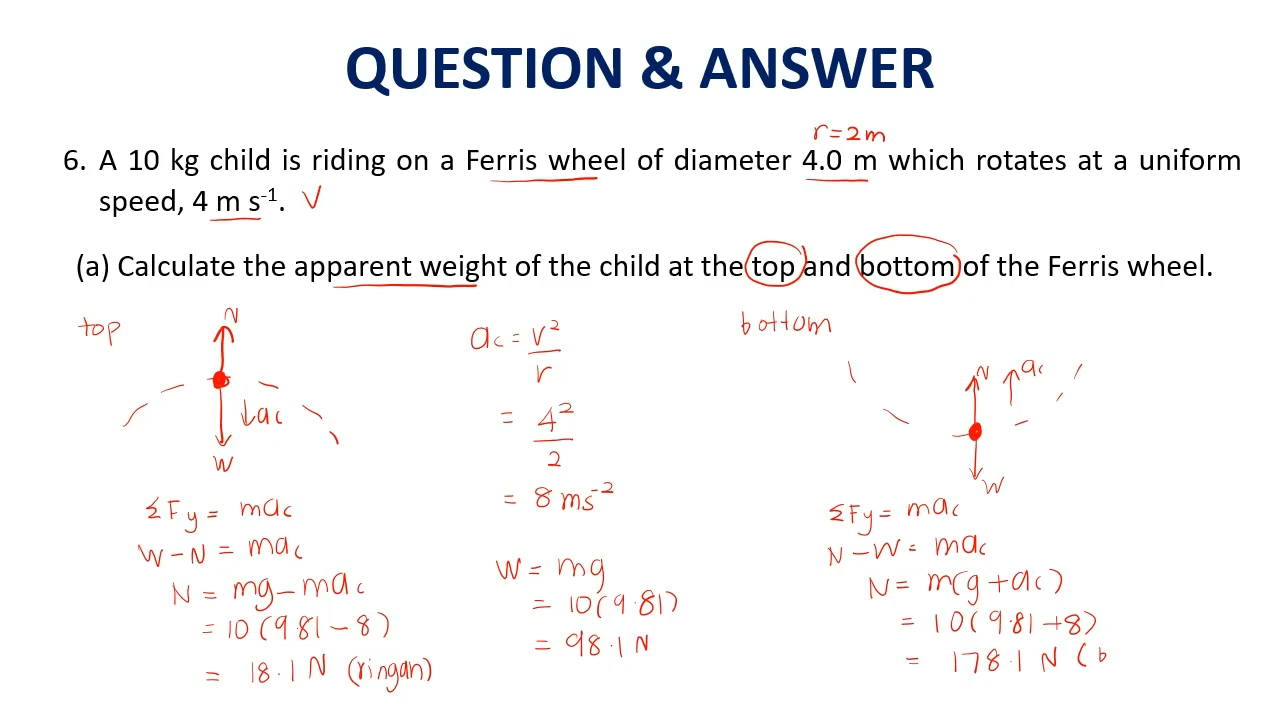 QUESTION & ANSWER
r = 2m
6. A 10 kg child is riding on a Ferris wheel of diameter 4.0 m which rotates at a uniform
speed, 4 m s⁻¹. V
(a) Calculate the apparent weight of the child at the top and bottom of the Ferris wheel.
top
N
↓ac
W
ΣFy = mac
W - N = mac
N = mg - mac
= 10(9.81 - 8)
= 18.1 N (ringan)
ac = v²/r
= 4²/2
= 8 ms⁻²
W = mg
= 10(9.81)
= 98.1 N
bottom
N ↑ac
W
ΣFy = mac
N - W = mac
N = m(g + ac)
= 10(9.81 + 8)
= 178.1 N (b